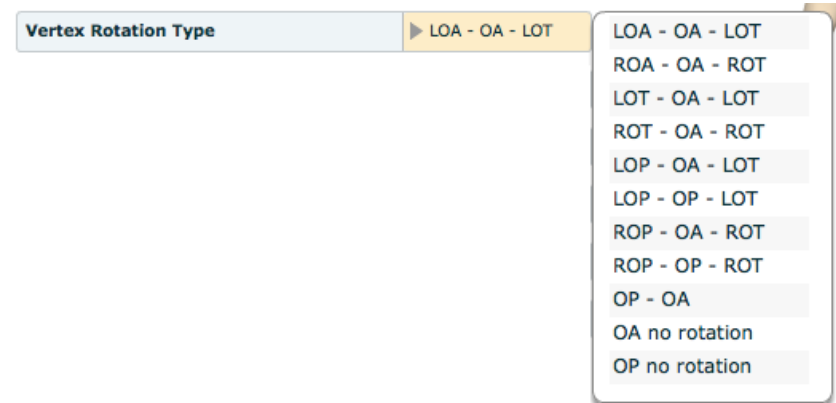 Vertex Rotation Type
LOA - OA - LOT
LOA - OA - LOT
ROA - OA - ROT
LOT - OA - LOT
ROT - OA - ROT
LOP - OA - LOT
LOP - OP - LOT
ROP - OA - ROT
ROP - OP - ROT
OP - OA
OA no rotation
OP no rotation